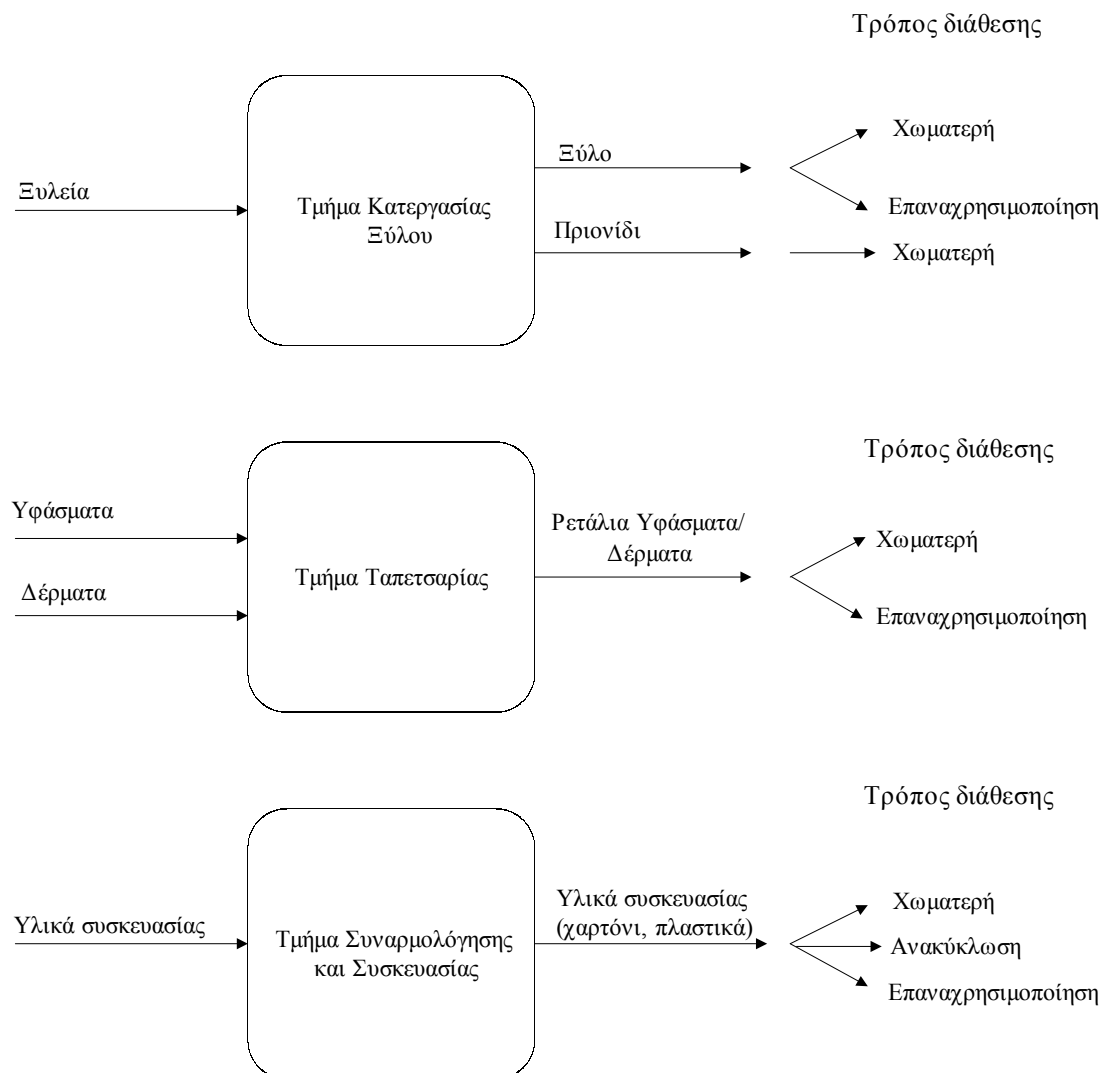 Τρόπος διάθεσης
Ξυλεία
Τμήμα Κατεργασίας
Ξύλου
Ξύλο
Πριονίδι
Χωματερή
Επαναχρησιμοποίηση
Χωματερή
Τρόπος διάθεσης
Υφάσματα
Δέρματα
Τμήμα Ταπετσαρίας
Ρετάλια Υφάσματα/
Δέρματα
Χωματερή
Επαναχρησιμοποίηση
Τρόπος διάθεσης
Υλικά συσκευασίας
Τμήμα Συναρμολόγησης
και Συσκευασίας
Υλικά συσκευασίας
(χαρτόνι, πλαστικά)
Χωματερή
Ανακύκλωση
Επαναχρησιμοποίηση